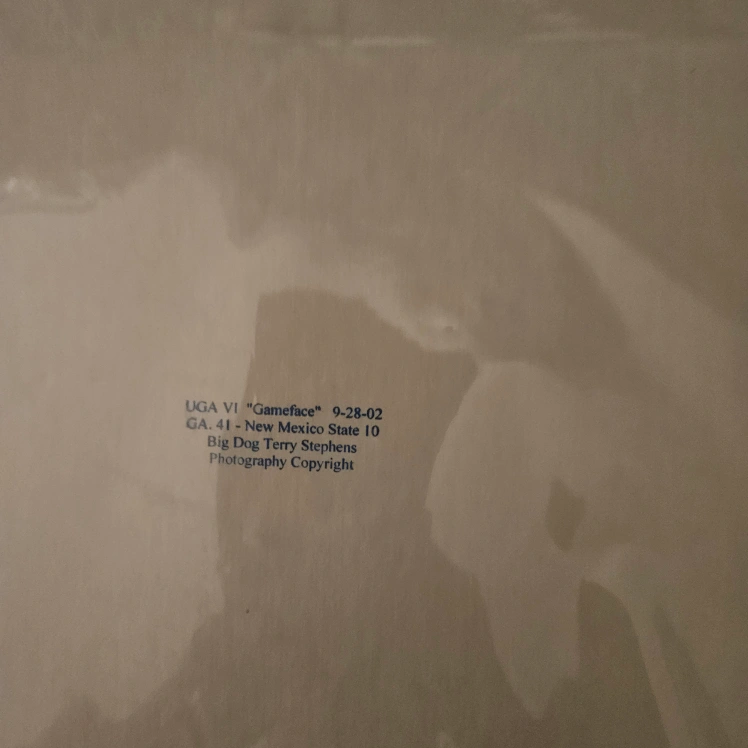 UGA VI "Gameface" 9-28-02
GA. 41 - New Mexico State 10
Big Dog Terry Stephens
Photography Copyright